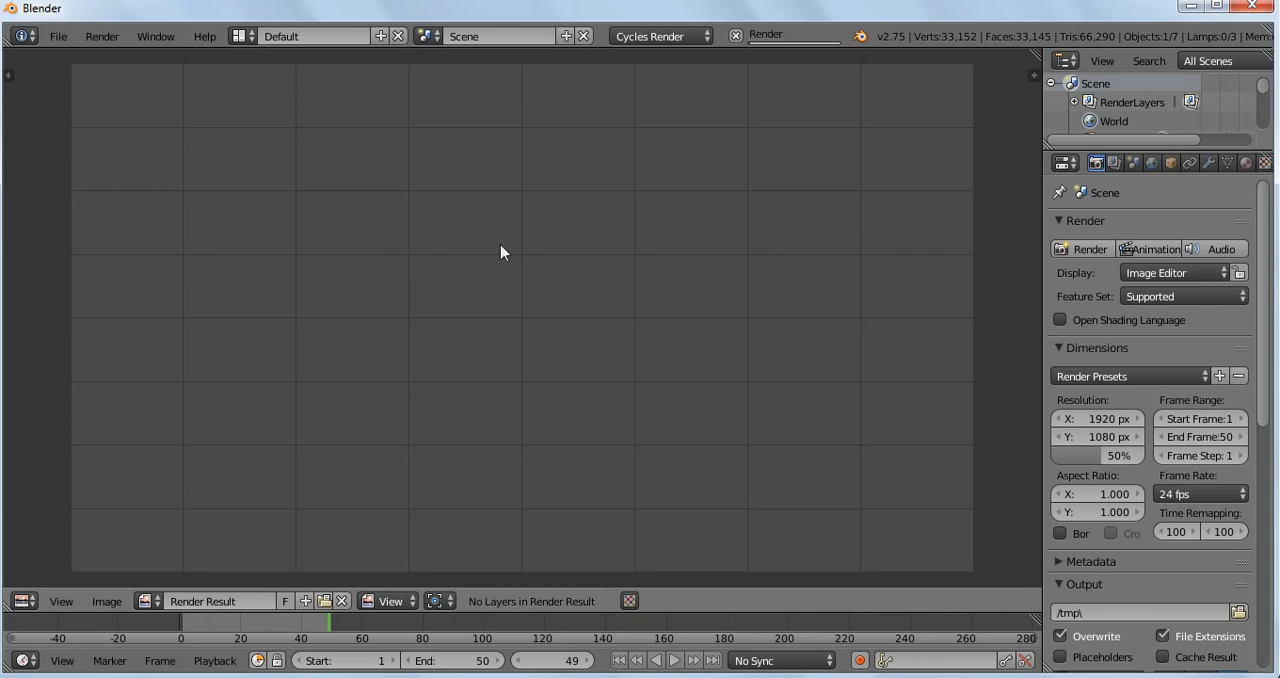 Blender
File Render Window Help Default Scene Cycles Render Render v2.75 | Verts:33,152 | Faces:33,145 | Tris:66,290 | Objects:1/7 | Lamps:0/3 | Mem:
View Search All Scenes
Scene
RenderLayers
World
Scene
Render
Render Animation Audio
Display: Image Editor
Feature Set: Supported
Open Shading Language
Dimensions
Render Presets
Resolution: Frame Range:
X: 1920 px Start Frame:1
Y: 1080 px End Frame:50
50% Frame Step: 1
Aspect Ratio: Frame Rate:
X: 1.000 24 fps
Y: 1.000 Time Remapping:
Bor Cro 100 100
Metadata
Output
/tmp\
Overwrite File Extensions
Placeholders Cache Result
View Image Render Result F View No Layers in Render Result
-40 -20 0 20 40 60 80 100 120 140 160 180 200 220 240 260 280
View Marker Frame Playback Start: 1 End: 50 49 No Sync